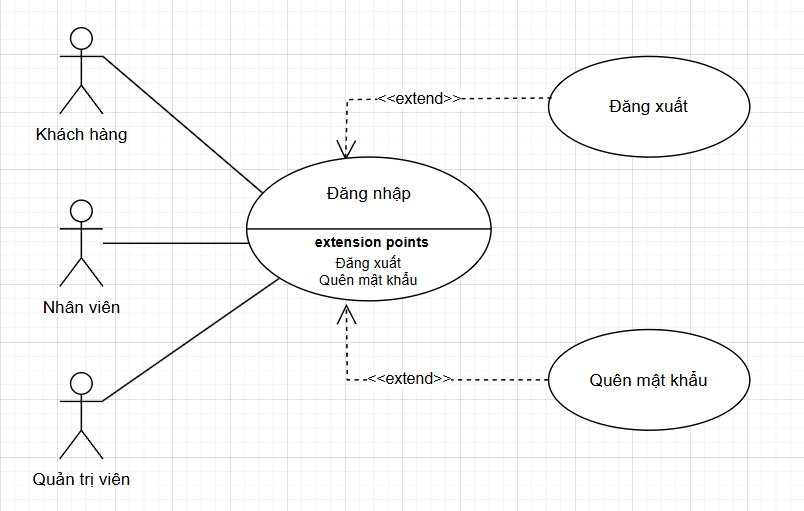 <<extend>>
Đăng xuất
Khách hàng
Đăng nhập
extension points
Đăng xuất
Quên mật khẩu
Nhân viên
<<extend>>
Quên mật khẩu
Quản trị viên